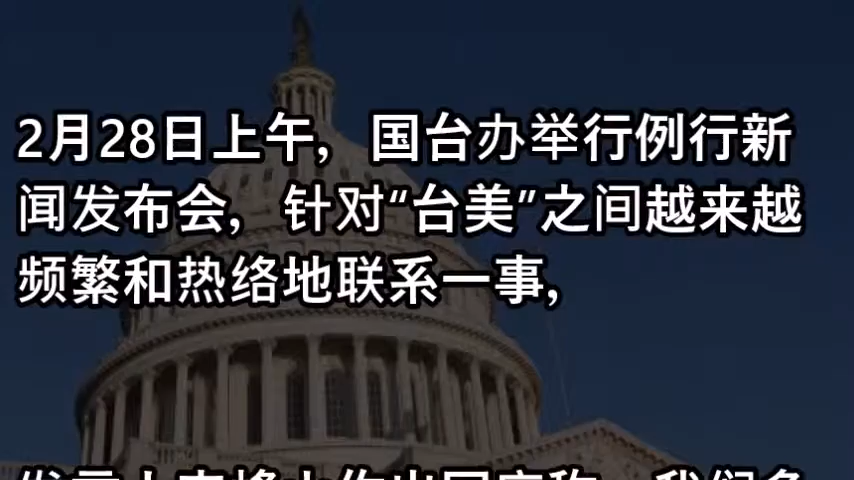 2月28日上午，国台办举行例行新
闻发布会，针对“台美”之间越来越
频繁和热络地联系一事,